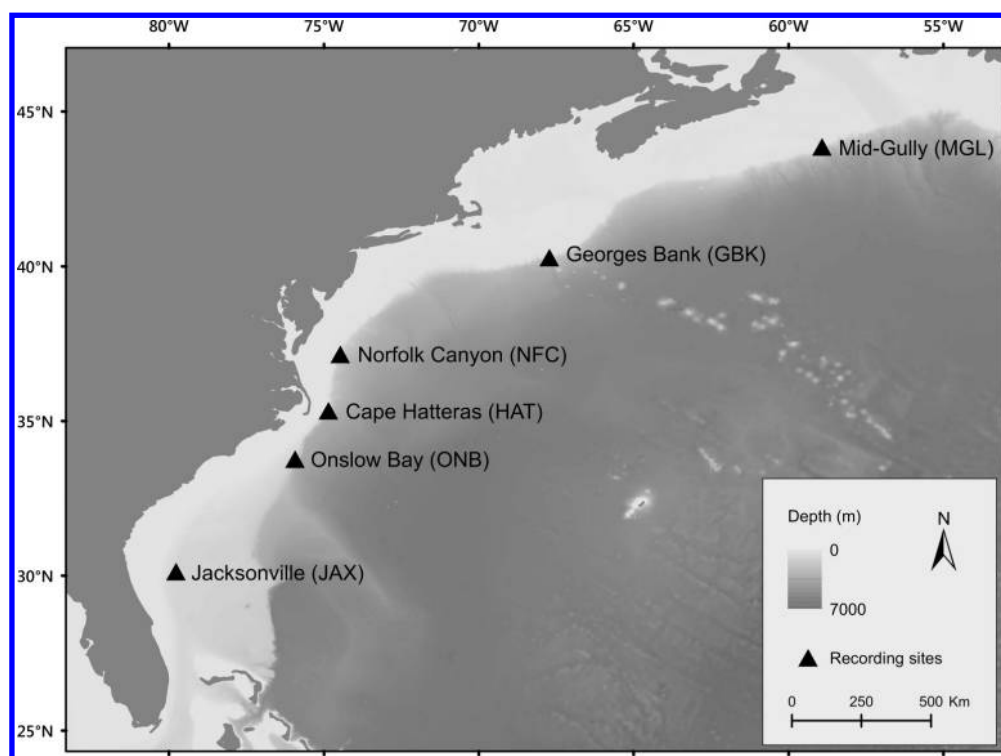 80°W 75°W 70°W 65°W 60°W 55°W
45°N
Mid-Gully (MGL)
Georges Bank (GBK)
40°N
Norfolk Canyon (NFC)
Cape Hatteras (HAT)
35°N
Onslow Bay (ONB)
Depth (m)
N
0
30°N
Jacksonville (JAX)
7000
Recording sites
0 250 500 Km
25°N